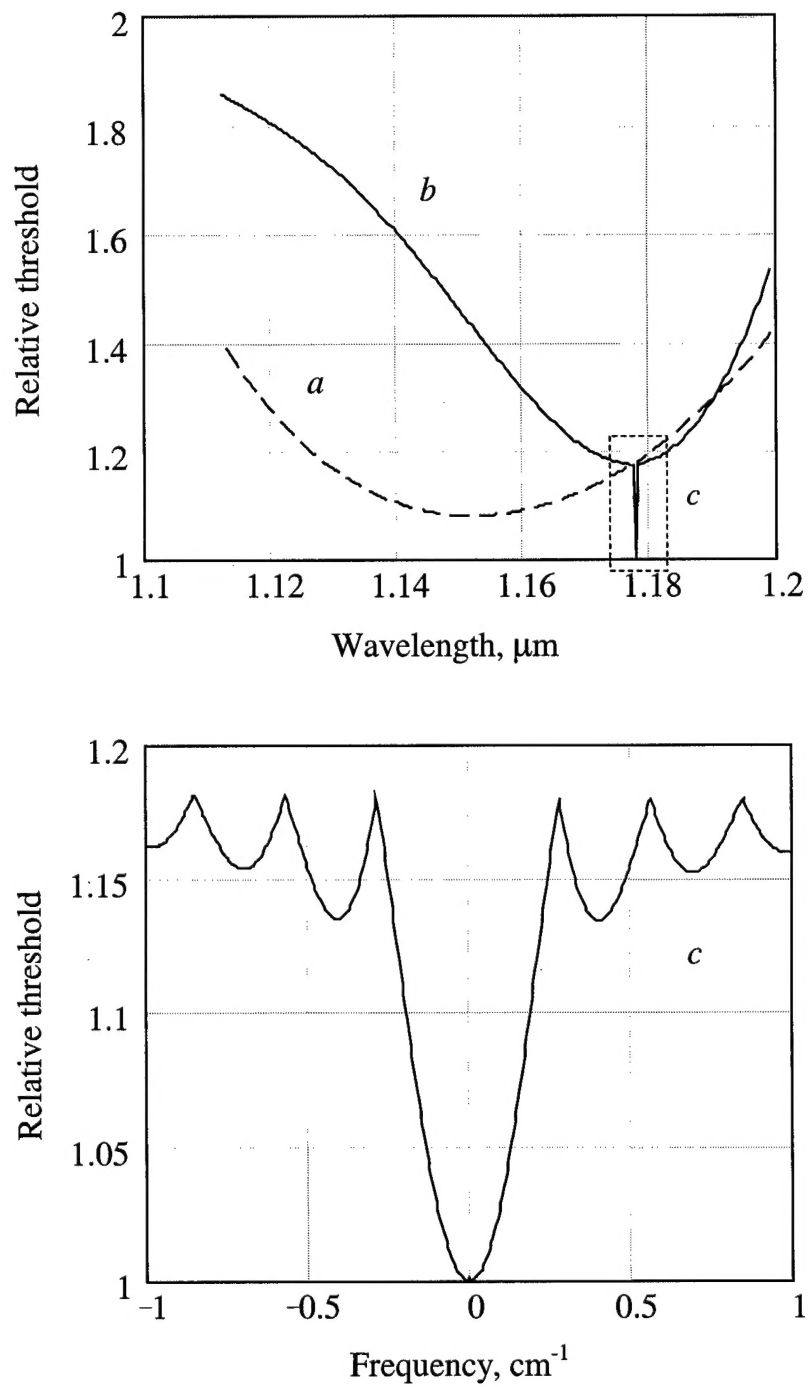 2
1.8
1.6
1.4
1.2
1
Relative threshold
b
a
c
1.1 1.12 1.14 1.16 1.18 1.2
Wavelength, μm
1.2
1.15
1.1
1.05
1
Relative threshold
c
-1 -0.5 0 0.5 1
Frequency, cm⁻¹